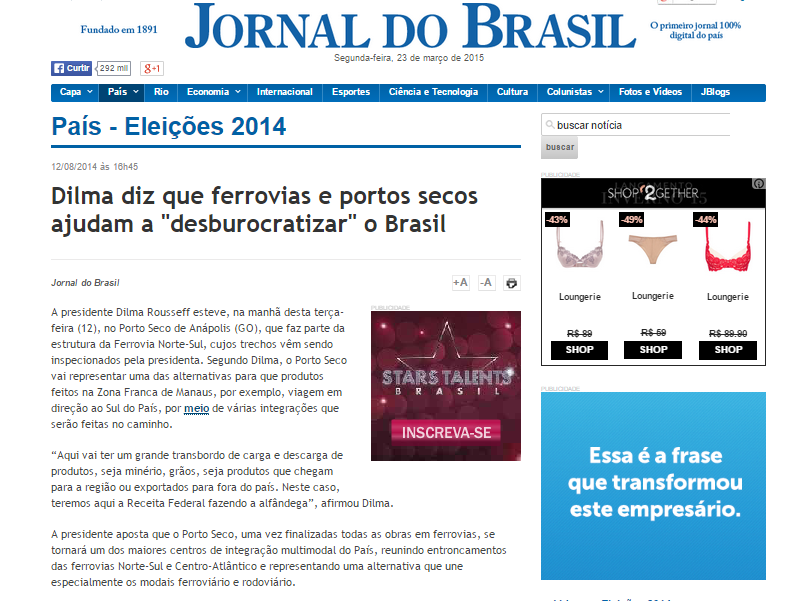 Fundado em 1891
JORNAL DO BRASIL
O primeiro jornal 100%
digital do país
Segunda-feira, 23 de março de 2015
Curtir 292 mil g+1
Capa País Rio Economia Internacional Esportes Ciência e Tecnologia Cultura Colunistas Fotos e Vídeos JBlogs
País - Eleições 2014
12/08/2014 às 16h45
Dilma diz que ferrovias e portos secos
ajudam a "desburocratizar" o Brasil
Jornal do Brasil
+A -A
A presidente Dilma Rousseff esteve, na manhã desta terça-
feira (12), no Porto Seco de Anápolis (GO), que faz parte da
estrutura da Ferrovia Norte-Sul, cujos trechos vêm sendo
inspecionados pela presidenta. Segundo Dilma, o Porto Seco
vai representar uma das alternativas para que produtos
feitos na Zona Franca de Manaus, por exemplo, viagem em
direção ao Sul do País, por meio de várias integrações que
serão feitas no caminho.
“Aqui vai ter um grande transbordo de carga e descarga de
produtos, seja minério, grãos, seja produtos que chegam
para a região ou exportados para fora do país. Neste caso,
teremos aqui a Receita Federal fazendo a alfândega”, afirmou Dilma.
A presidente aposta que o Porto Seco, uma vez finalizadas todas as obras em ferrovias, se
tornará um dos maiores centros de integração multimodal do País, reunindo entroncamentos
das ferrovias Norte-Sul e Centro-Atlântico e representando uma alternativa que une
especialmente os modais ferroviário e rodoviário.
PUBLICIDADE
STARS TALENTS
BRASIL
INSCREVA-SE
buscar notícia
buscar
PUBLICIDADE
SHOP2GETHER
LANÇAMENTO
INVERNO 15
-43% -49% -44%
Loungerie Loungerie Loungerie
R$ 89 R$ 59 R$ 89.90
SHOP SHOP SHOP
PUBLICIDADE
Essa é a frase
que transformou
este empresário.